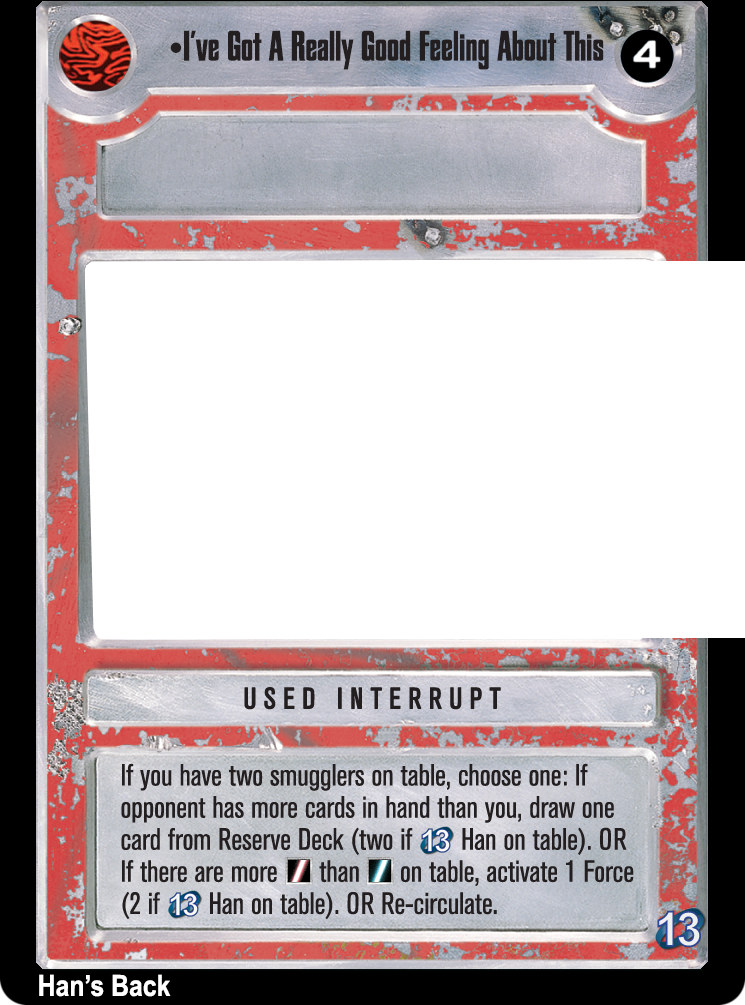 •I've Got A Really Good Feeling About This
4
USED INTERRUPT
If you have two smugglers on table, choose one: If
opponent has more cards in hand than you, draw one
card from Reserve Deck (two if 13 Han on table). OR
If there are more than on table, activate 1 Force
(2 if 13 Han on table). OR Re-circulate.
13
Han's Back